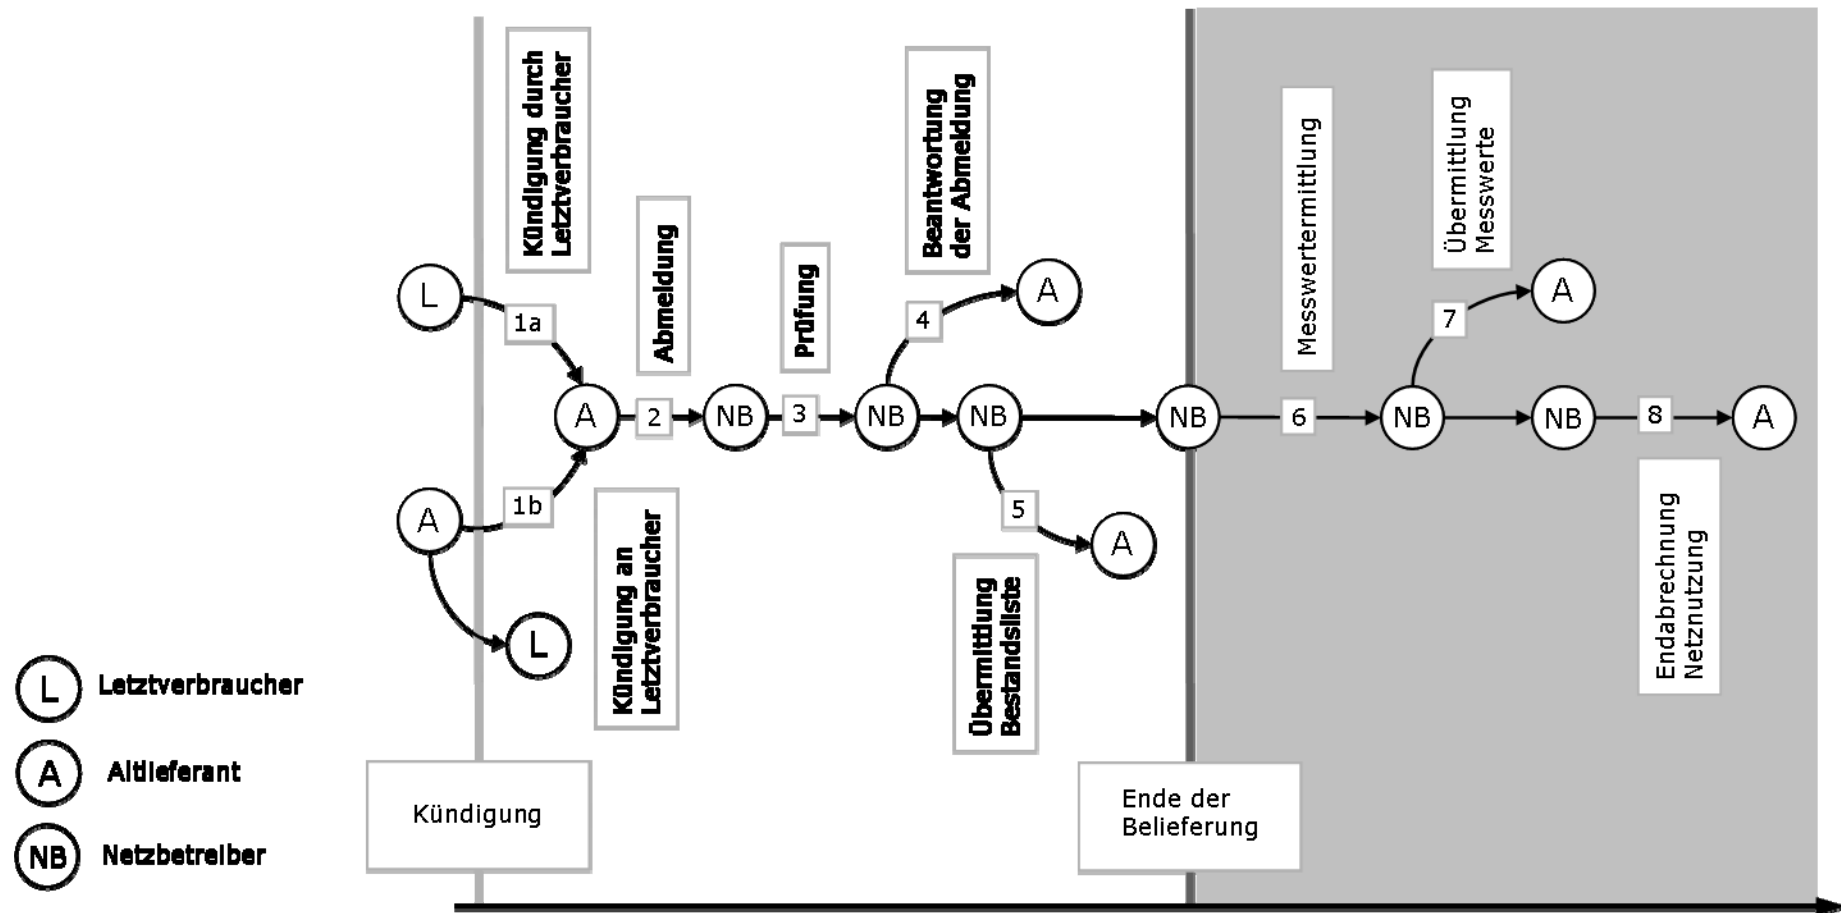 Kündigung durch
Letztverbraucher
Abmeldung
Prüfung
Beantwortung
der Abmeldung
Messwertermittlung
Übermittlung
Messwerte
L
1a
4
A
7
A
A
2
NB
3
NB
NB
NB
6
NB
NB
8
A
A
1b
5
A
L
Kündigung an
Letztverbraucher
Übermittlung
Bestandsliste
Endabrechnung
Netznutzung
L
Letztverbraucher
A
Altlieferant
NB
Netzbetreiber
Kündigung
Ende der
Belieferung